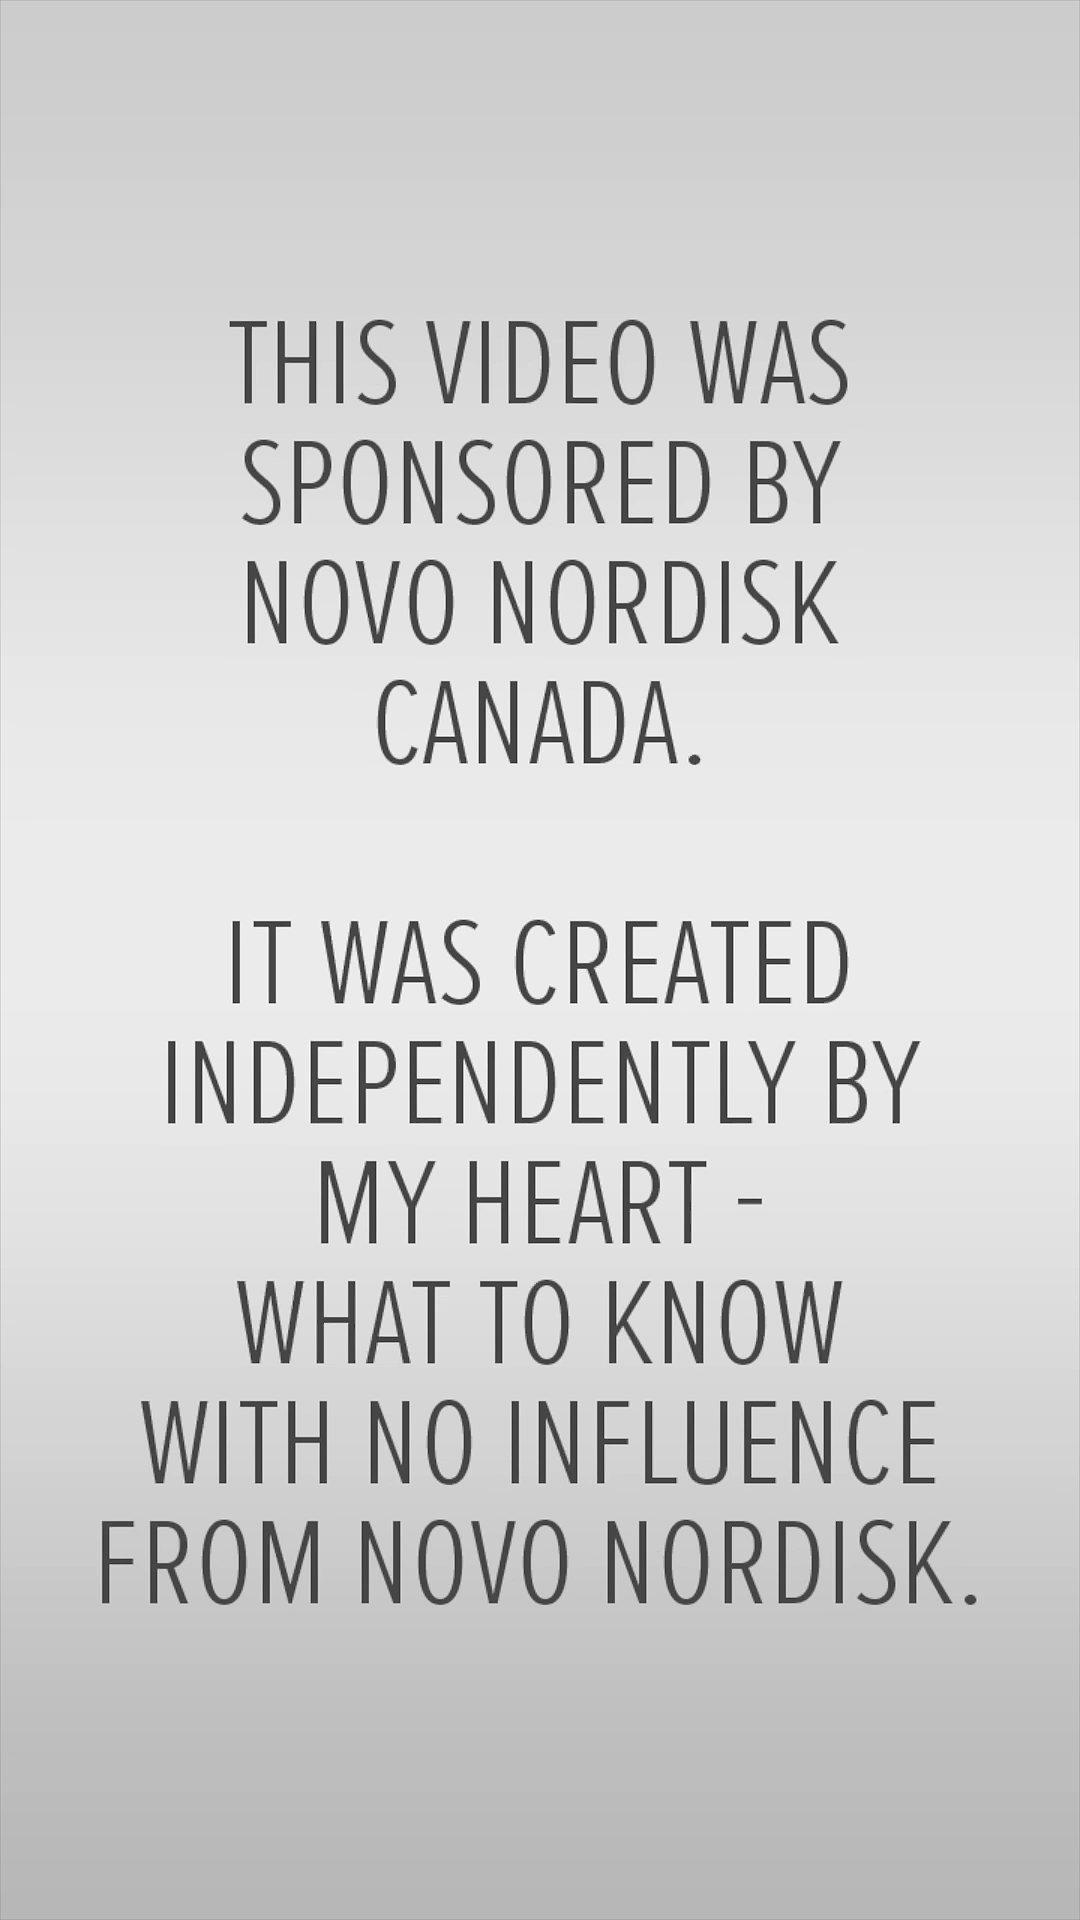 THIS VIDEO WAS
SPONSORED BY
NOVO NORDISK
CANADA.
IT WAS CREATED
INDEPENDENTLY BY
MY HEART -
WHAT TO KNOW
WITH NO INFLUENCE
FROM NOVO NORDISK.